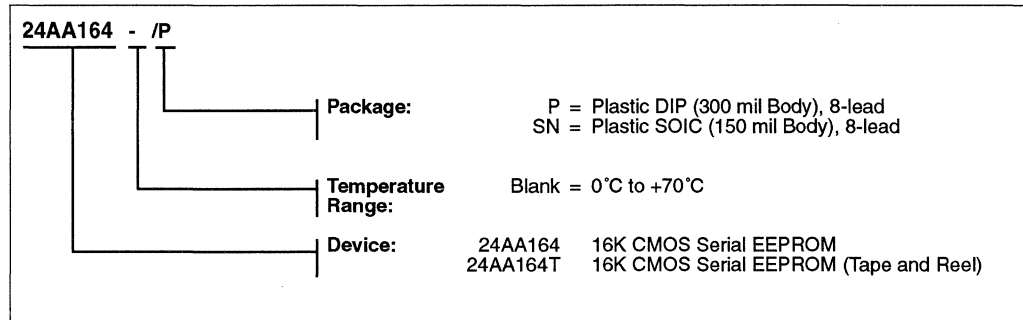 24AA164 - /P
Package: P = Plastic DIP (300 mil Body), 8-lead
SN = Plastic SOIC (150 mil Body), 8-lead
Temperature Blank = 0°C to +70°C
Range:
Device: 24AA164 16K CMOS Serial EEPROM
24AA164T 16K CMOS Serial EEPROM (Tape and Reel)